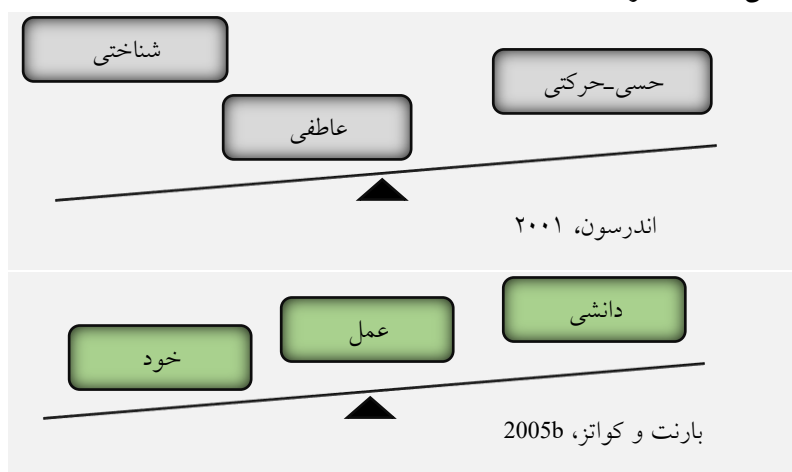 شناختی
حسی-حرکتی
عاطفی
اندرسون، ۲۰۰۱
دانشی
عمل
خود
بارنت و کواتز، 2005b